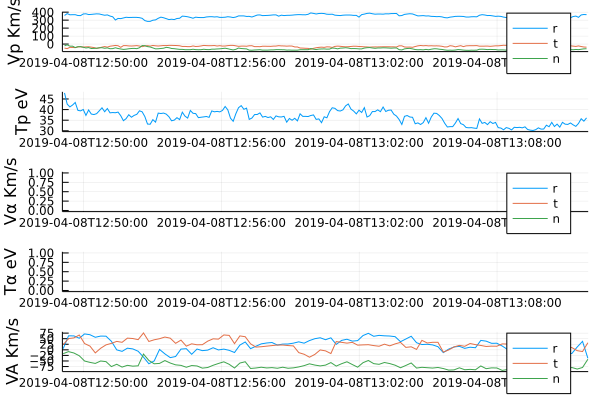 Vp Km/s
400
300
200
100
0
r
t
n
2019-04-08T12:50:00 2019-04-08T12:56:00 2019-04-08T13:02:00 2019-04-08T13:08:00
Tp eV
45
40
35
30
2019-04-08T12:50:00 2019-04-08T12:56:00 2019-04-08T13:02:00 2019-04-08T13:08:00
Vα Km/s
1.00
0.75
0.50
0.25
0.00
r
t
n
2019-04-08T12:50:00 2019-04-08T12:56:00 2019-04-08T13:02:00 2019-04-08T
Tα eV
1.00
0.75
0.50
0.25
0.00
2019-04-08T12:50:00 2019-04-08T12:56:00 2019-04-08T13:02:00 2019-04-08T13:08:00
VA Km/s
75
50
25
0
−25
−50
−75
r
t
n
2019-04-08T12:50:00 2019-04-08T12:56:00 2019-04-08T13:02:00 2019-04-08T